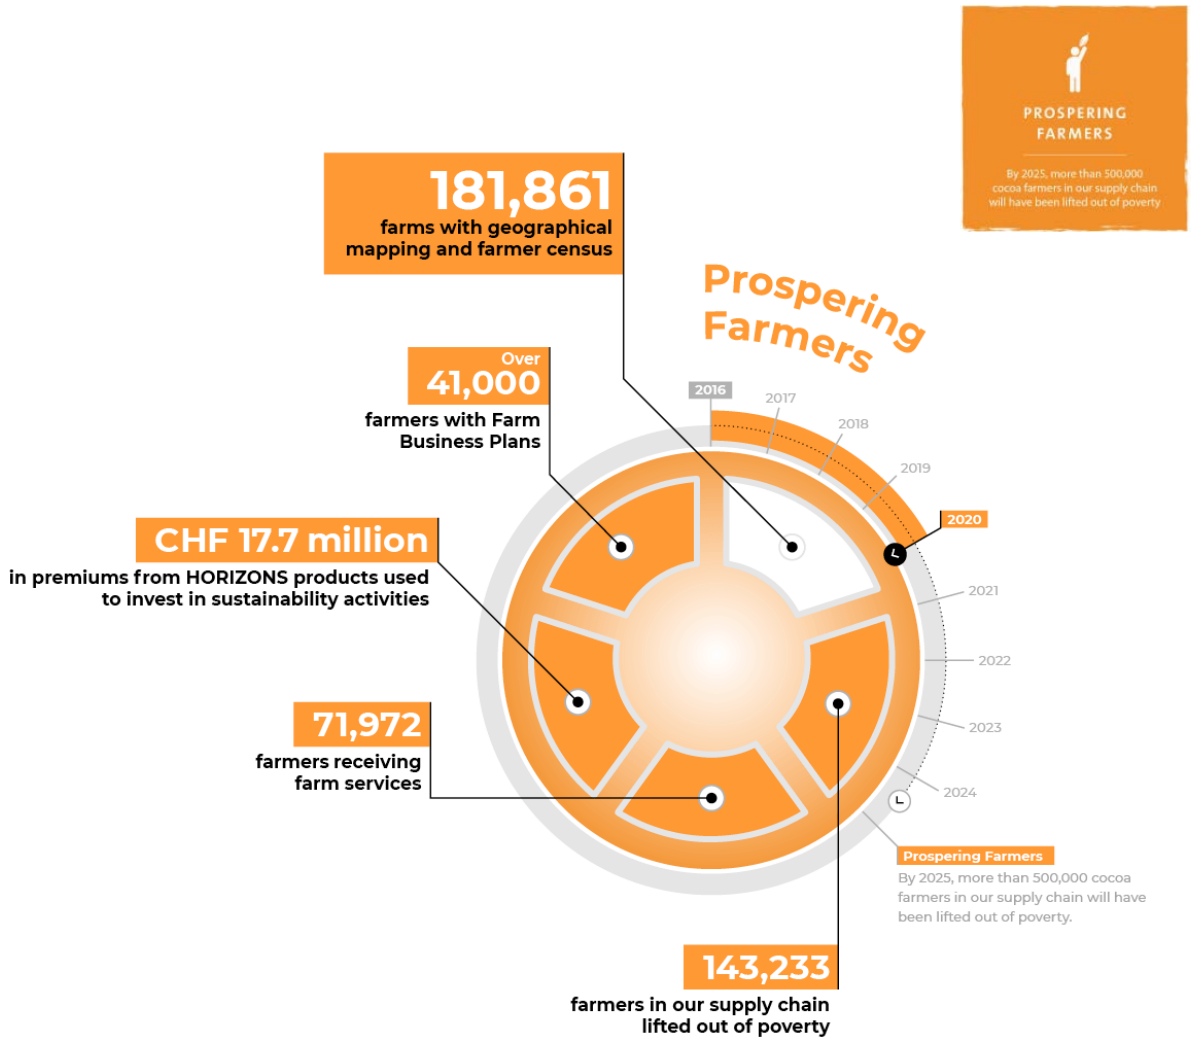 PROSPERING
FARMERS
By 2025, more than 500,000
cocoa farmers in our supply chain
will have been lifted out of poverty
181,861
farms with geographical
mapping and farmer census
Prospering
Farmers
Over
41,000
farmers with Farm
Business Plans
2016
2017
2018
2019
2020
2021
2022
2023
2024
CHF 17.7 million
in premiums from HORIZONS products used
to invest in sustainability activities
71,972
farmers receiving
farm services
Prospering Farmers
By 2025, more than 500,000 cocoa
farmers in our supply chain will have
been lifted out of poverty.
143,233
farmers in our supply chain
lifted out of poverty